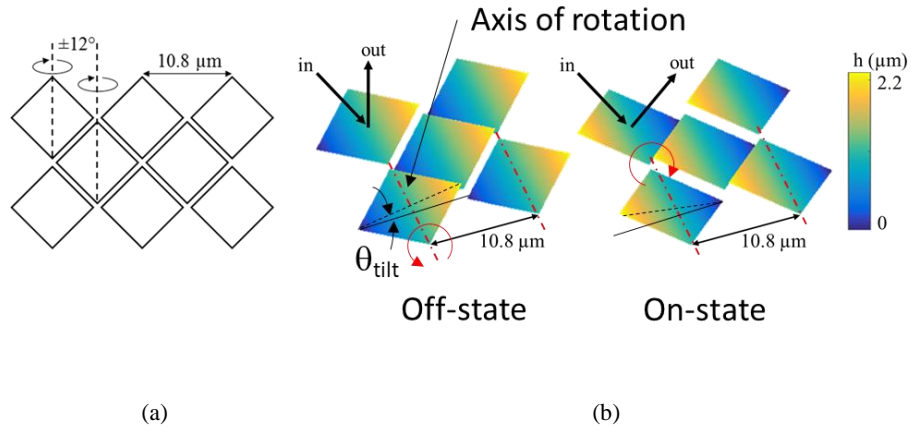 ±12°
10.8 µm
Axis of rotation
in
out
θtilt
10.8 µm
Off-state
in
out
10.8 µm
On-state
h (µm)
2.2
0
(a)
(b)